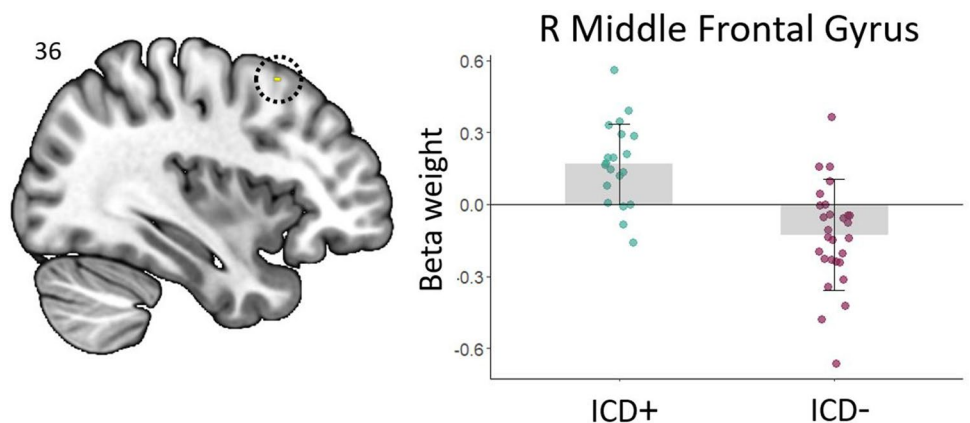 36
R Middle Frontal Gyrus
Beta weight
0.6
0.3
0.0
-0.3
-0.6
ICD+
ICD-